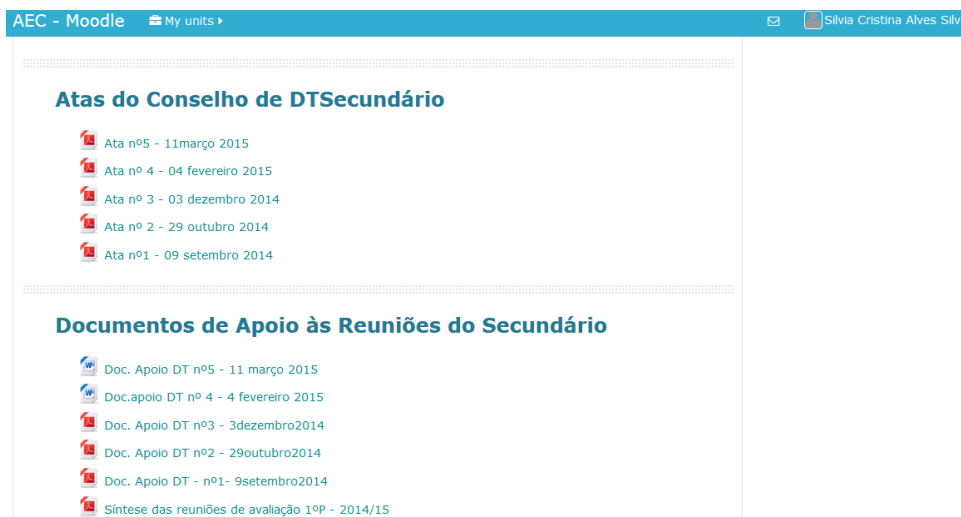 AEC - Moodle My units Silvia Cristina Alves Silv
Atas do Conselho de DTSecundário
Ata nº5 - 11março 2015
Ata nº 4 - 04 fevereiro 2015
Ata nº 3 - 03 dezembro 2014
Ata nº 2 - 29 outubro 2014
Ata nº1 - 09 setembro 2014
Documentos de Apoio às Reuniões do Secundário
Doc. Apoio DT nº5 - 11 março 2015
Doc.apoio DT nº 4 - 4 fevereiro 2015
Doc. Apoio DT nº3 - 3dezembro2014
Doc. Apoio DT nº2 - 29outubro2014
Doc. Apoio DT - nº1- 9setembro2014
Síntese das reuniões de avaliação 1ºP - 2014/15